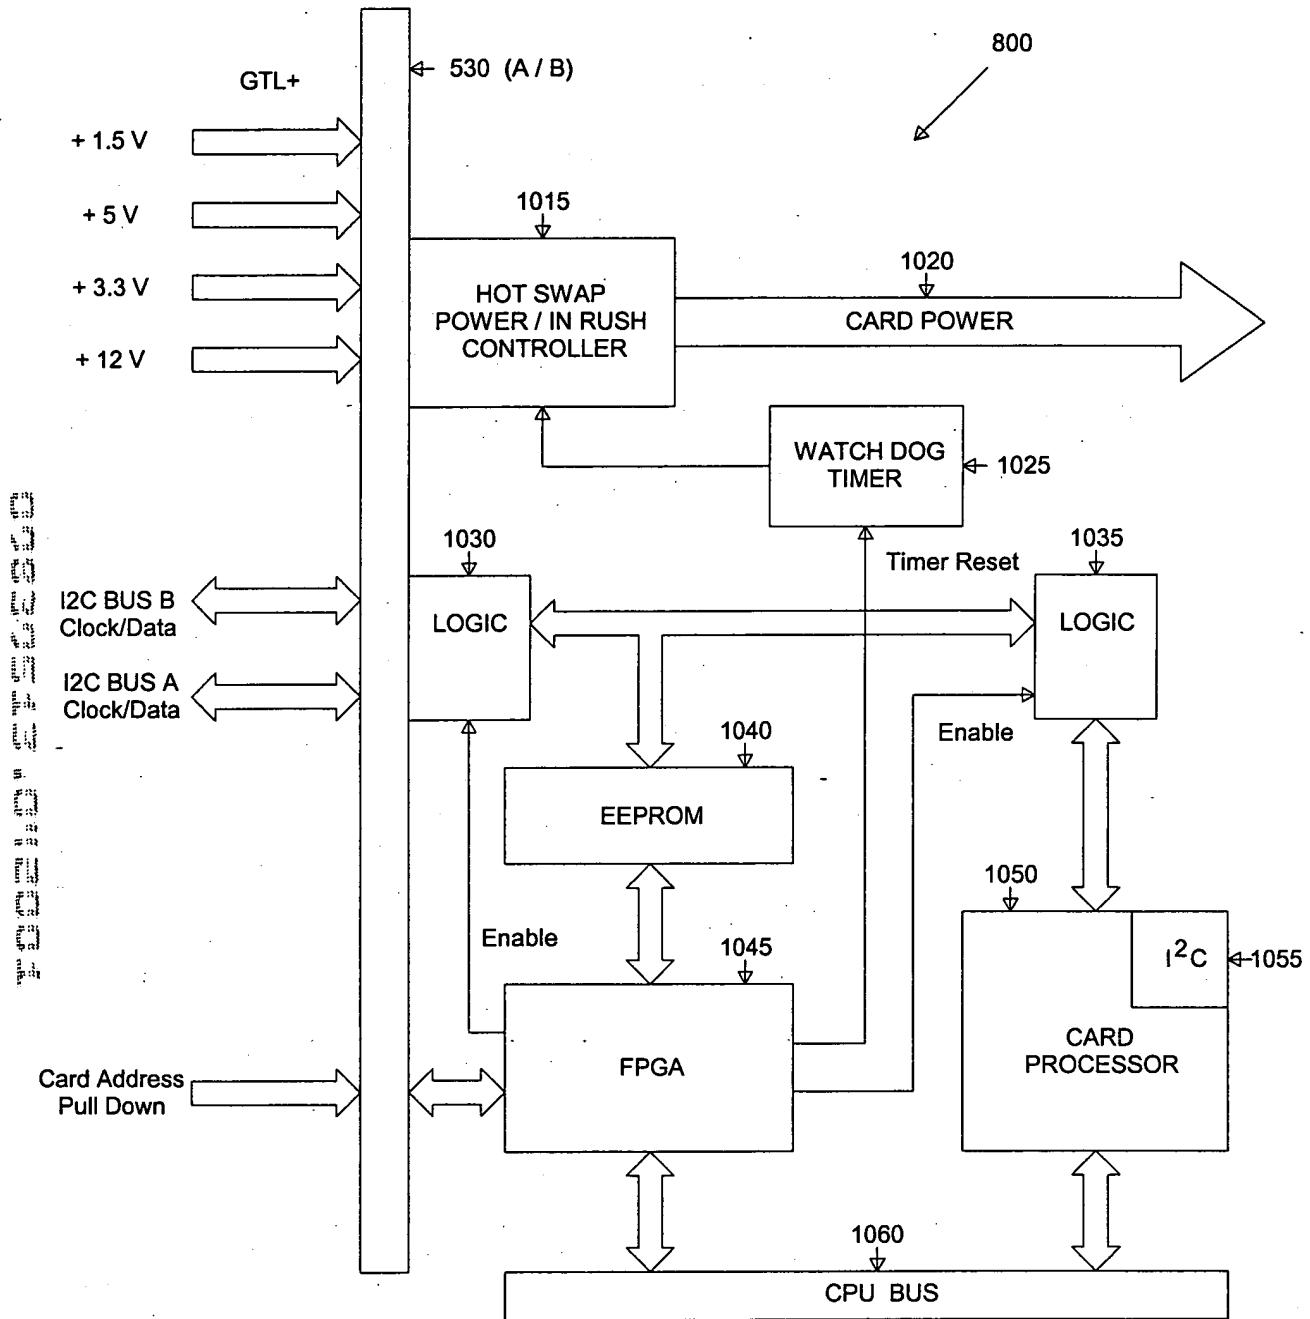 800
530 (A / B)
GTL+
+ 1.5 V
+ 5 V
+ 3.3 V
+ 12 V
1015
HOT SWAP
POWER / IN RUSH
CONTROLLER
1020
CARD POWER
WATCH DOG
TIMER
1025
1030
LOGIC
Timer Reset
1035
LOGIC
I2C BUS B
Clock/Data
I2C BUS A
Clock/Data
Enable
1040
EEPROM
1050
I2C
1055
CARD
PROCESSOR
Enable
1045
FPGA
Card Address
Pull Down
1060
CPU BUS